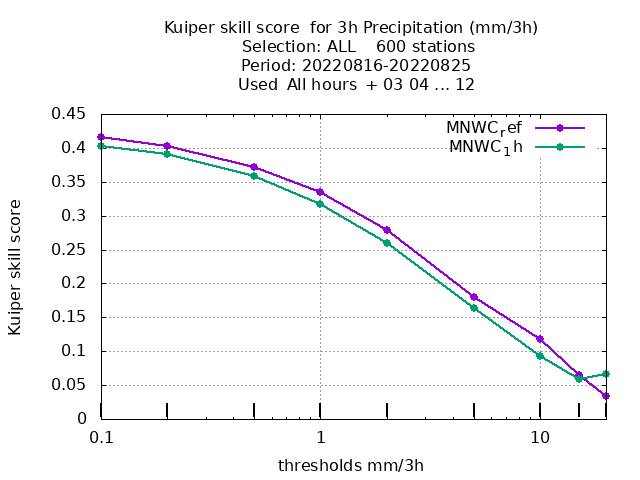 Kuiper skill score  for 3h Precipitation (mm/3h)
Selection: ALL    600 stations
Period: 20220816-20220825
Used  All hours  + 03 04 ... 12
0.45
0.4
0.35
0.3
0.25
0.2
0.15
0.1
0.05
0
0.1
1
10
Kuiper skill score
thresholds mm/3h
MNWCref
MNWC1h